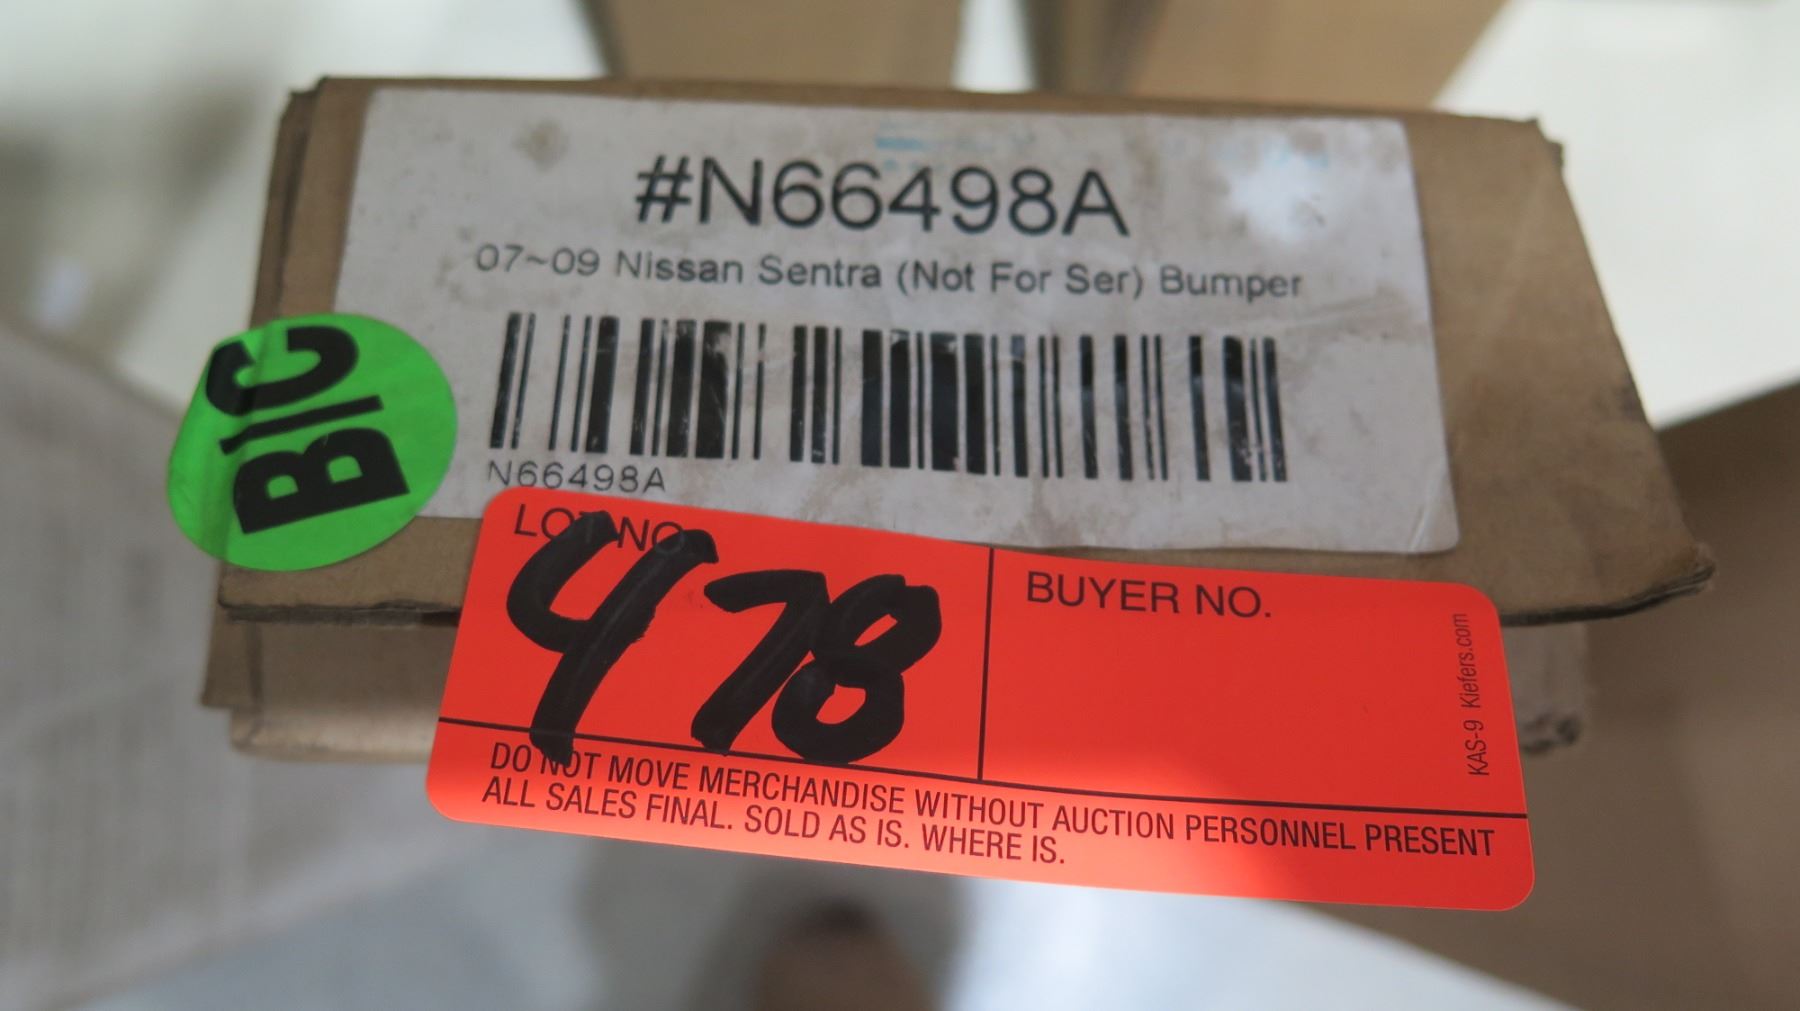 #N66498A
07~09 Nissan Sentra (Not For Ser) Bumper
N66498A
BIC
LOT NO.
478
BUYER NO.
KAS-9 Kiefers.com
DO NOT MOVE MERCHANDISE WITHOUT AUCTION PERSONNEL PRESENT
ALL SALES FINAL. SOLD AS IS. WHERE IS.